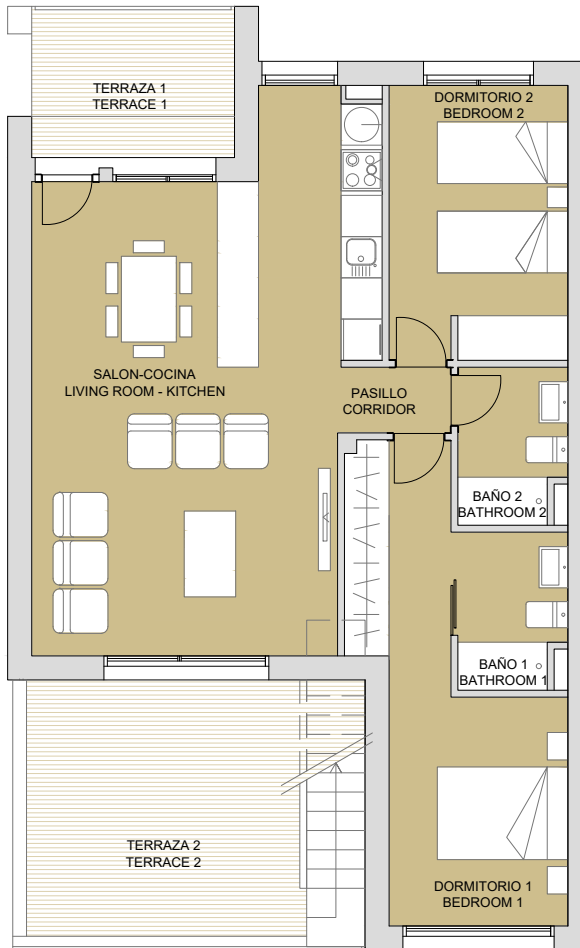 TERRAZA 1
TERRACE 1
DORMITORIO 2
BEDROOM 2
SALON-COCINA
LIVING ROOM - KITCHEN
PASILLO
CORRIDOR
BAÑO 2
BATHROOM 2
BAÑO 1
BATHROOM 1
TERRAZA 2
TERRACE 2
DORMITORIO 1
BEDROOM 1